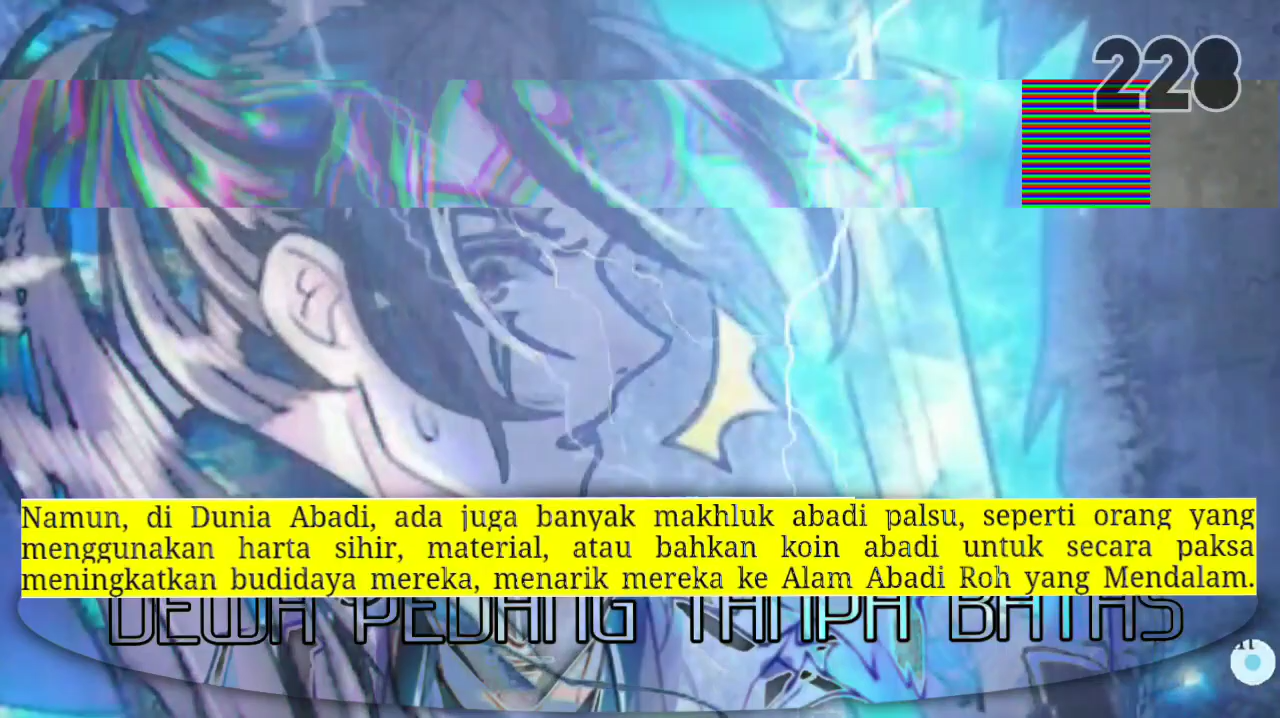 228
Namun, di Dunia Abadi, ada juga banyak makhluk abadi palsu, seperti orang yang
menggunakan harta sihir, material, atau bahkan koin abadi untuk secara paksa
meningkatkan budidaya mereka, menarik mereka ke Alam Abadi Roh yang Mendalam.
DEWA PEDANG TANPA BATAS